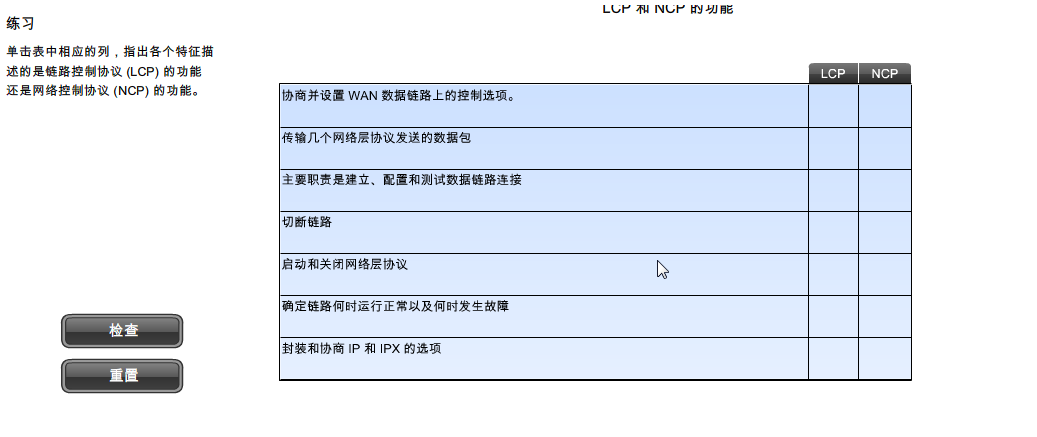 LCP 和 NCP 的功能
练习
单击表中相应的列，指出各个特征描
述的是链路控制协议 (LCP) 的功能
还是网络控制协议 (NCP) 的功能。
LCP NCP
协商并设置 WAN 数据链路上的控制选项。
传输几个网络层协议发送的数据包
主要职责是建立、配置和测试数据链路连接
切断链路
启动和关闭网络层协议
确定链路何时运行正常以及何时发生故障
封装和协商 IP 和 IPX 的选项
检查
重置